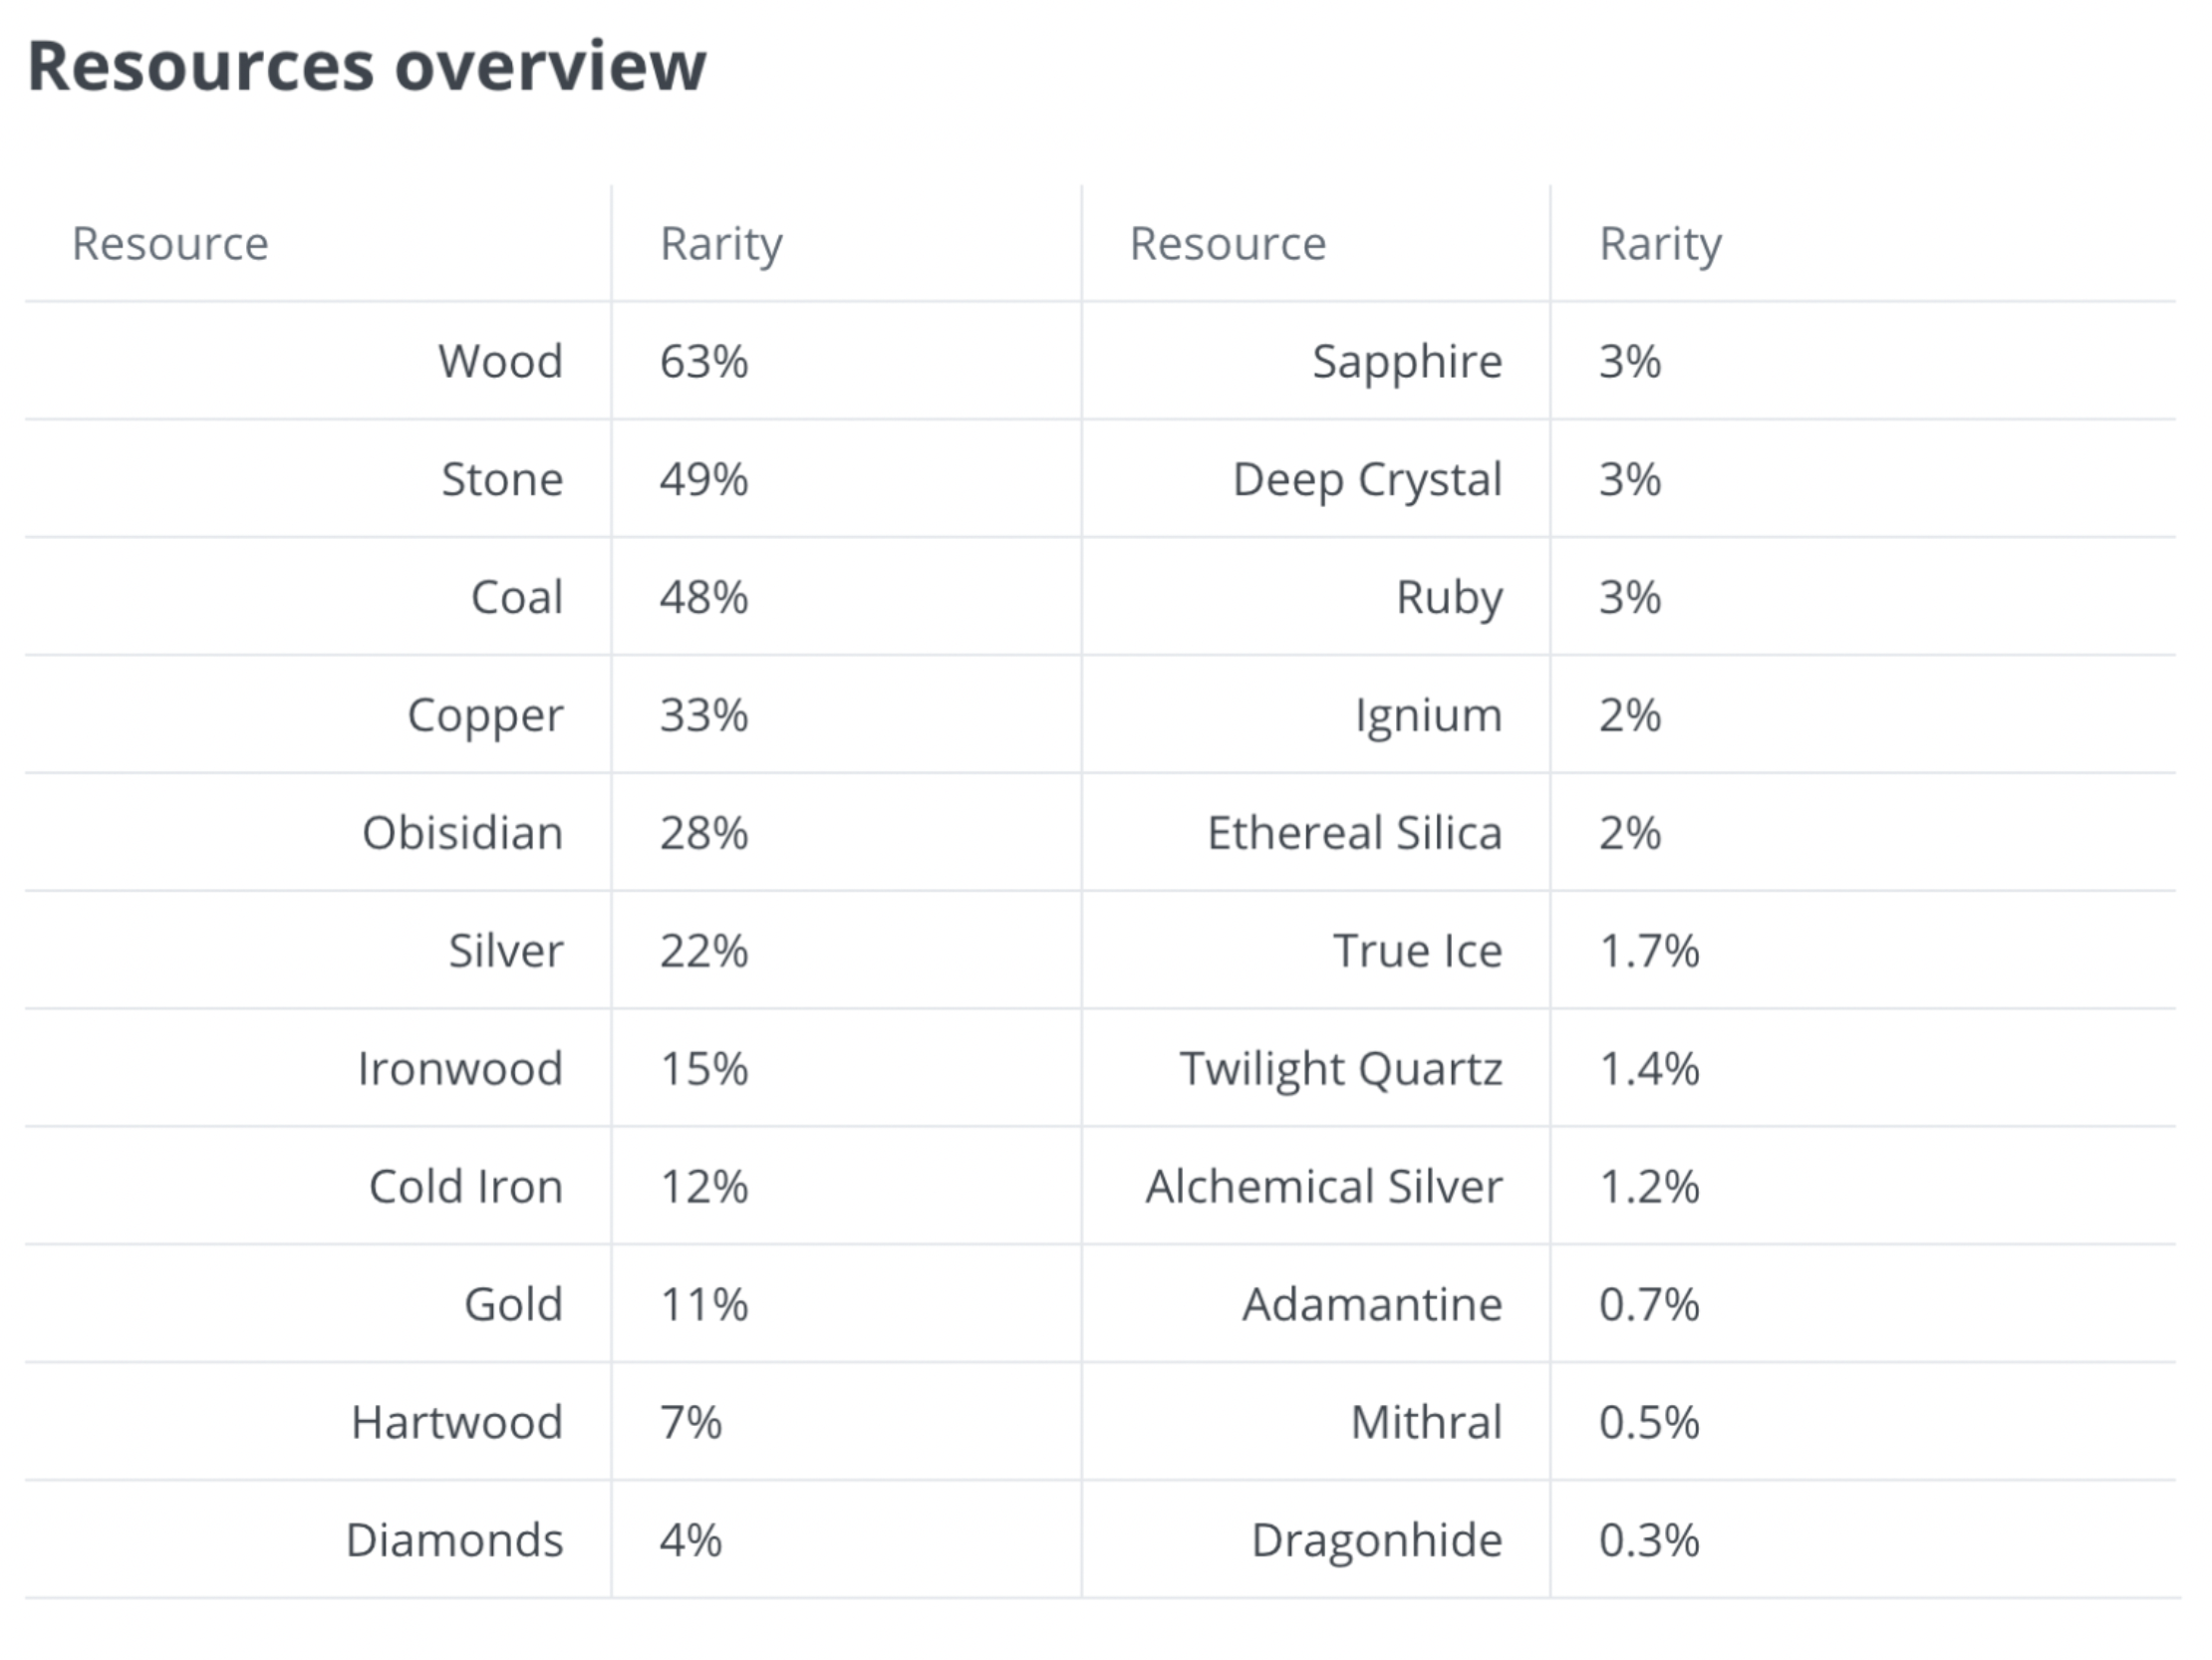 Resources overview
Resource Rarity Resource Rarity
Wood 63% Sapphire 3%
Stone 49% Deep Crystal 3%
Coal 48% Ruby 3%
Copper 33% Ignium 2%
Obisidian 28% Ethereal Silica 2%
Silver 22% True Ice 1.7%
Ironwood 15% Twilight Quartz 1.4%
Cold Iron 12% Alchemical Silver 1.2%
Gold 11% Adamantine 0.7%
Hartwood 7% Mithral 0.5%
Diamonds 4% Dragonhide 0.3%